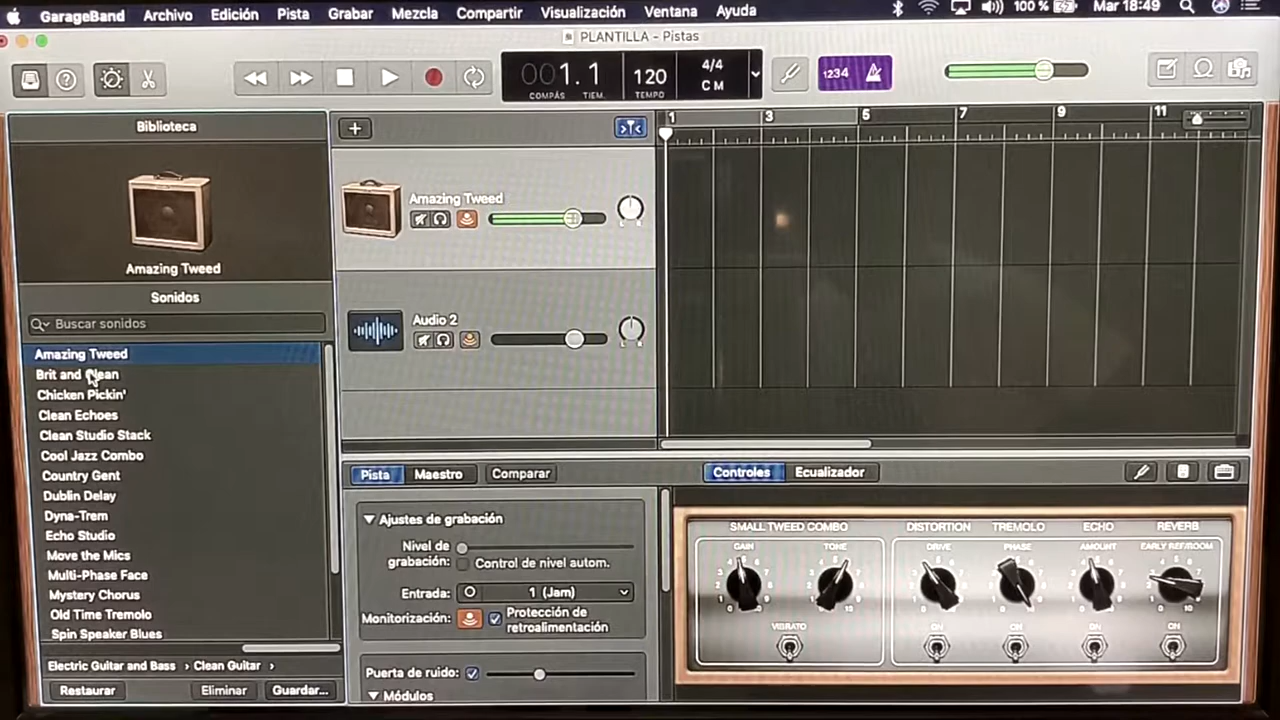 GarageBand Archivo Edición Pista Grabar Mezcla Compartir Visualización Ventana Ayuda 100 % Mar 18:49
PLANTILLA - Pistas
001.1 120 4/4 C M
COMPÁS TIEM. TEMPO
1234
Biblioteca
Amazing Tweed
Sonidos
Buscar sonidos
Amazing Tweed
Brit and Clean
Chicken Pickin'
Clean Echoes
Clean Studio Stack
Cool Jazz Combo
Country Gent
Dublin Delay
Dyna-Trem
Echo Studio
Move the Mics
Multi-Phase Face
Mystery Chorus
Old Time Tremolo
Spin Speaker Blues
Electric Guitar and Bass > Clean Guitar >
Restaurar Eliminar Guardar...
1 3 5 7 9 11
Amazing Tweed
L R
Audio 2
L R
Pista Maestro Comparar
Controles Ecualizador
Ajustes de grabación
Nivel de grabación:
Control de nivel autom.
Entrada: 1 (Jam)
Monitorización: Protección de retroalimentación
Puerta de ruido:
Módulos
SMALL TWEED COMBO DISTORTION TREMOLO ECHO REVERB
GAIN TONE DRIVE PHASE AMOUNT EARLY REF/ROOM
VIBRATO ON ON ON ON